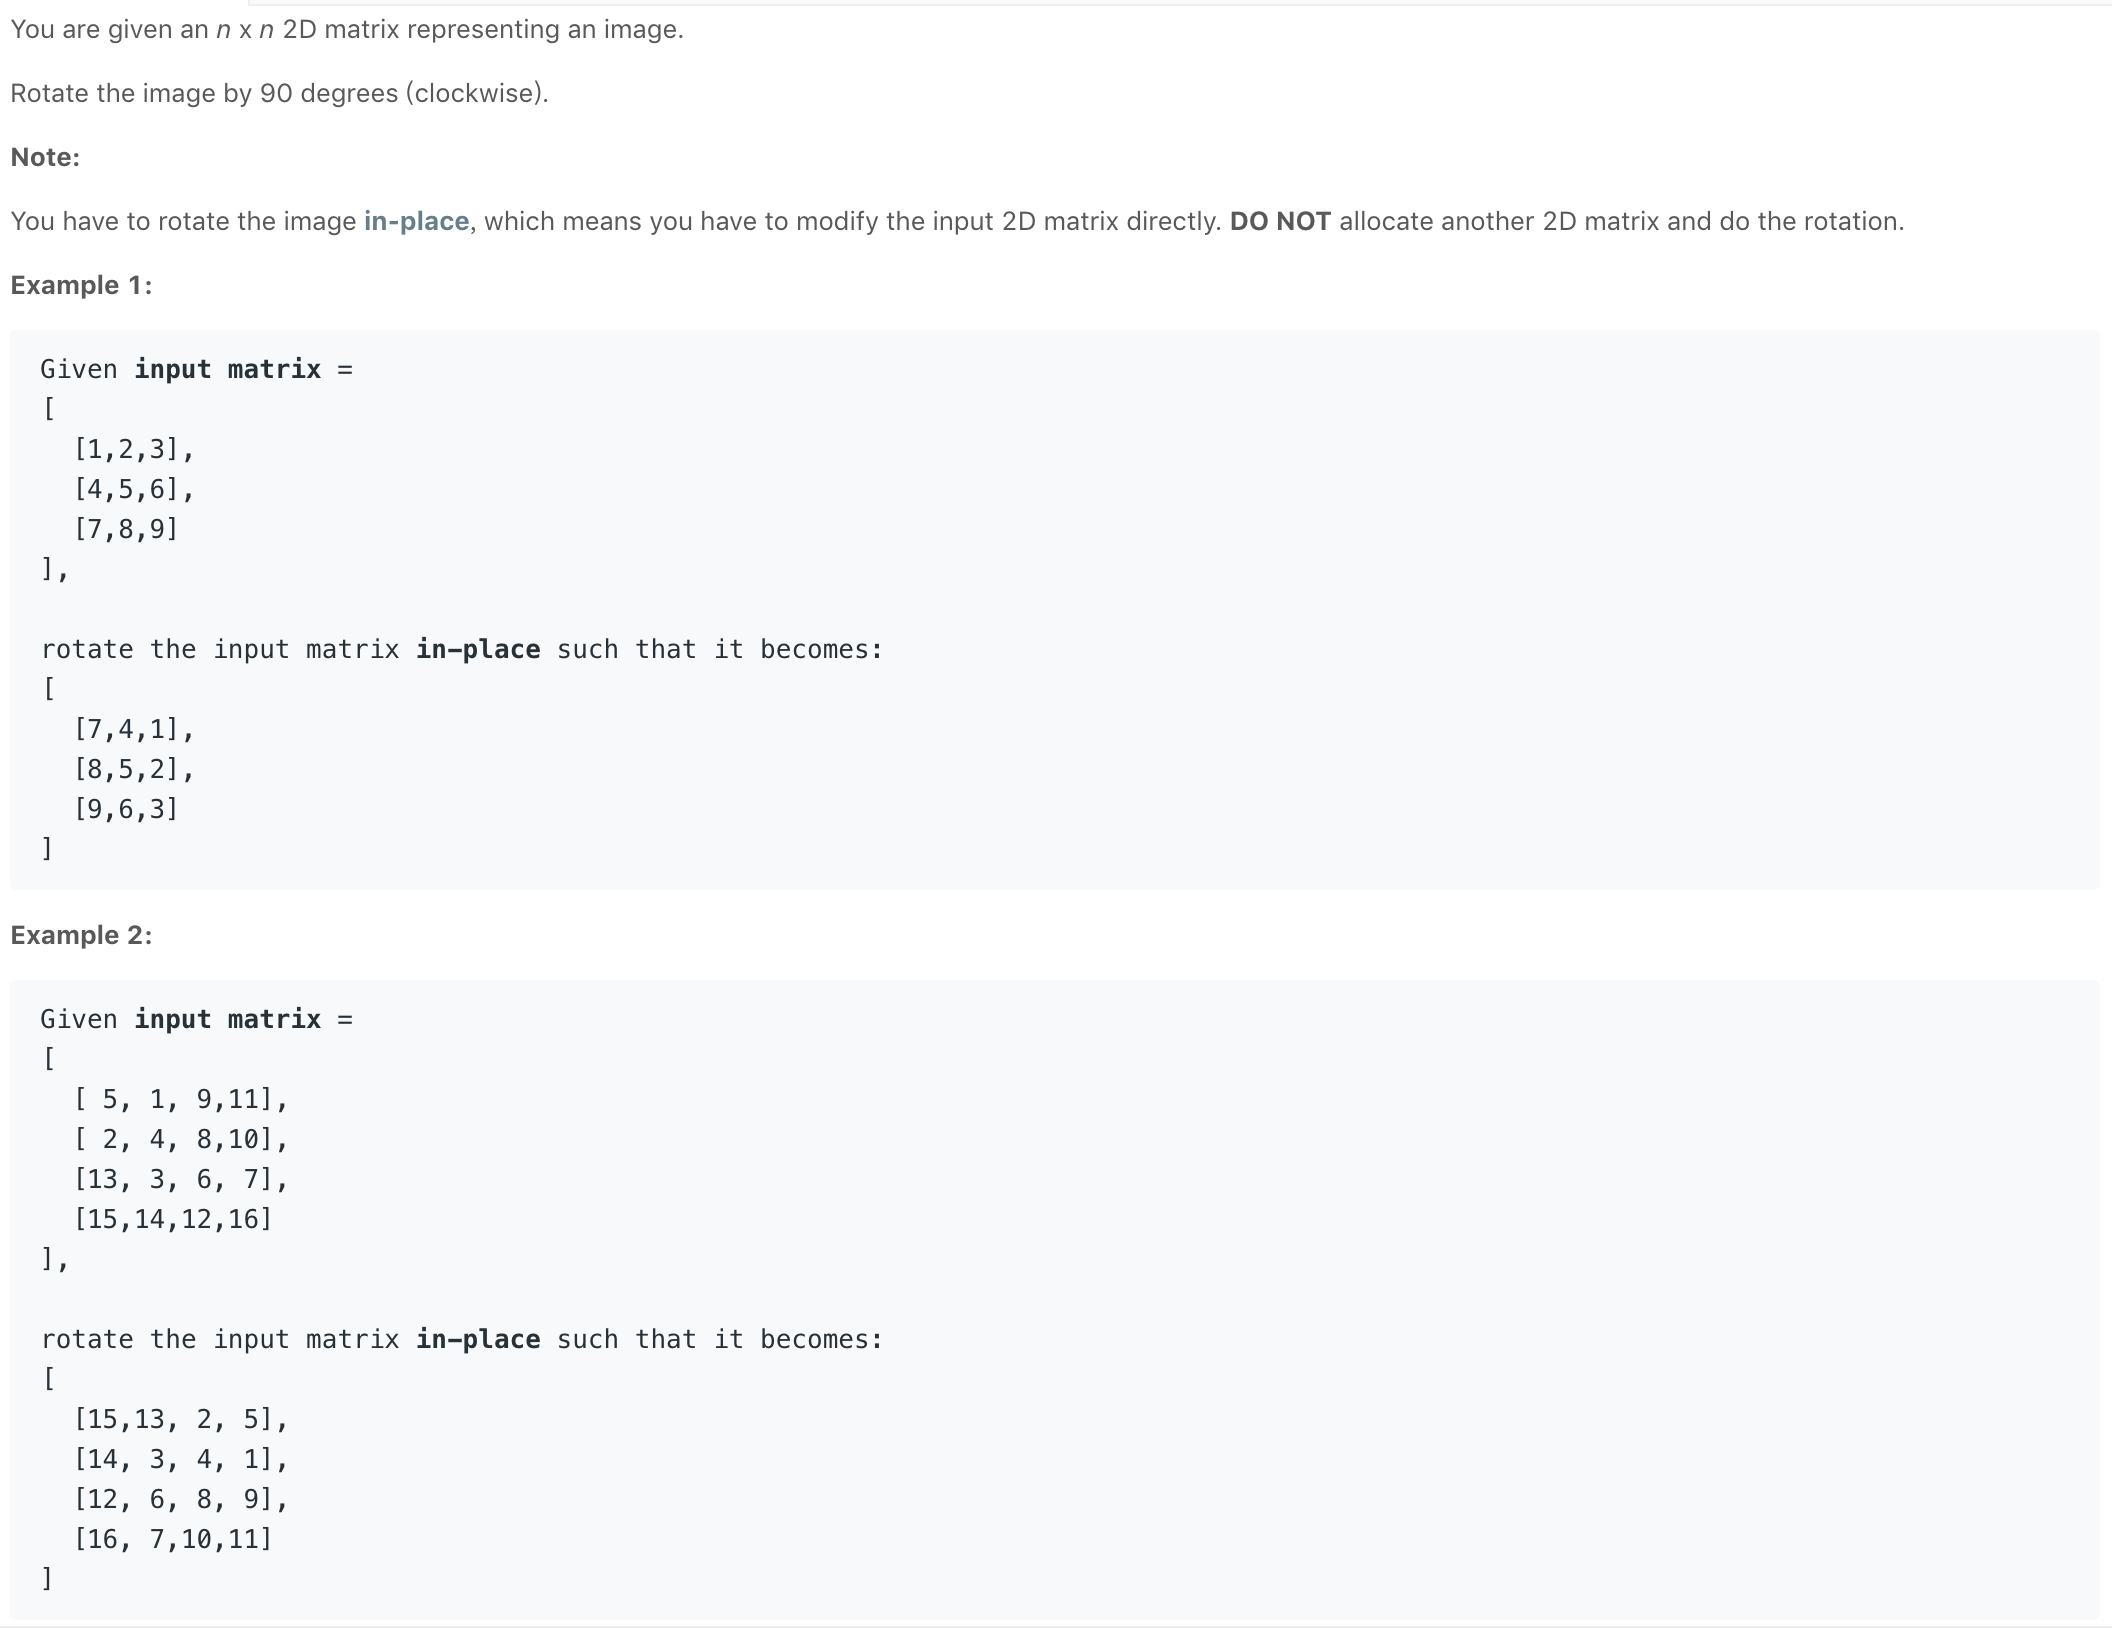 You are given an n x n 2D matrix representing an image.
Rotate the image by 90 degrees (clockwise).
Note:
You have to rotate the image in-place, which means you have to modify the input 2D matrix directly. DO NOT allocate another 2D matrix and do the rotation.
Example 1:
Given input matrix =
[
  [1,2,3],
  [4,5,6],
  [7,8,9]
],
rotate the input matrix in-place such that it becomes:
[
  [7,4,1],
  [8,5,2],
  [9,6,3]
]
Example 2:
Given input matrix =
[
  [ 5, 1, 9,11],
  [ 2, 4, 8,10],
  [13, 3, 6, 7],
  [15,14,12,16]
],
rotate the input matrix in-place such that it becomes:
[
  [15,13, 2, 5],
  [14, 3, 4, 1],
  [12, 6, 8, 9],
  [16, 7,10,11]
]